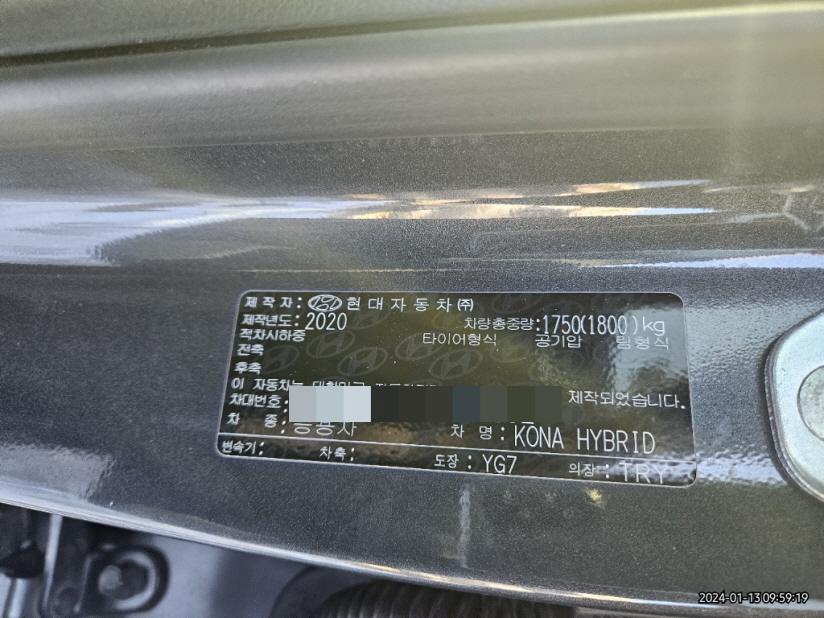 제작자: 현대자동차(주)
제작년도: 2020 차량총중량: 1750(1800)kg
적차시하중 타이어형식 공기압 림형식
전축
후축
이 자동차는
차대번호: 제작되었습니다.
차 종: 승용차 차 명: KONA HYBRID
변속기: 차축: 도장: YG7 의장: TRY
2024-01-13 09:59:19